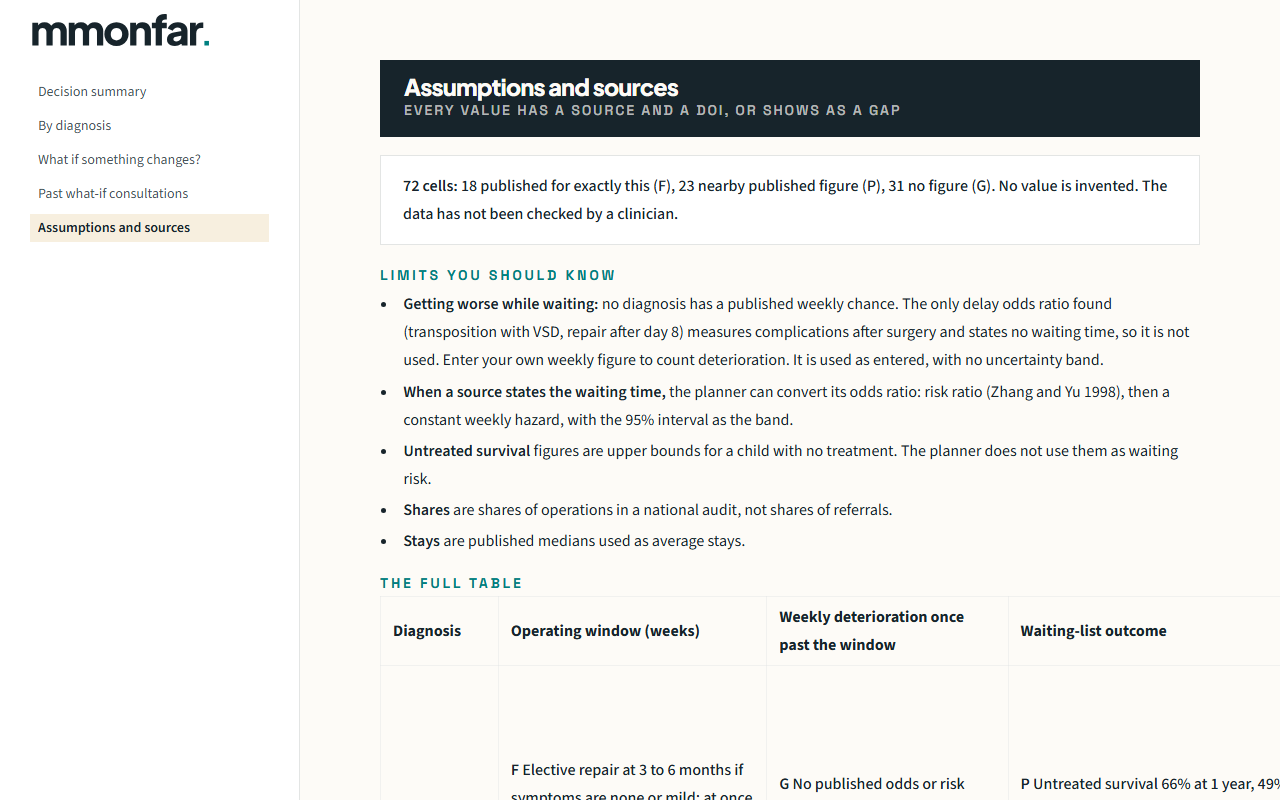 mmonfar.
Decision summary
By diagnosis
What if something changes?
Past what-if consultations
Assumptions and sources
Assumptions and sources
EVERY VALUE HAS A SOURCE AND A DOI, OR SHOWS AS A GAP
72 cells: 18 published for exactly this (F), 23 nearby published figure (P), 31 no figure (G). No value is invented. The
data has not been checked by a clinician.
LIMITS YOU SHOULD KNOW
• Getting worse while waiting: no diagnosis has a published weekly chance. The only delay odds ratio found
(transposition with VSD, repair after day 8) measures complications after surgery and states no waiting time, so it is not
used. Enter your own weekly figure to count deterioration. It is used as entered, with no uncertainty band.
• When a source states the waiting time, the planner can convert its odds ratio: risk ratio (Zhang and Yu 1998), then a
constant weekly hazard, with the 95% interval as the band.
• Untreated survival figures are upper bounds for a child with no treatment. The planner does not use them as waiting
risk.
• Shares are shares of operations in a national audit, not shares of referrals.
• Stays are published medians used as average stays.
THE FULL TABLE
Diagnosis
Operating window (weeks)
Weekly deterioration once
past the window
Waiting-list outcome
F Elective repair at 3 to 6 months if
symptoms are none or mild; at once
G No published odds or risk
P Untreated survival 66% at 1 year, 49%